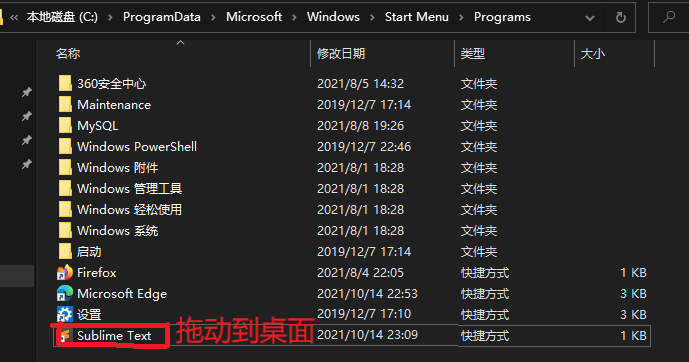 « 本地磁盘 (C:) › ProgramData › Microsoft › Windows › Start Menu › Programs
名称 修改日期 类型 大小
360安全中心 2021/8/5 14:32 文件夹
Maintenance 2019/12/7 17:14 文件夹
MySQL 2021/8/8 19:26 文件夹
Windows PowerShell 2019/12/7 22:46 文件夹
Windows 附件 2021/8/1 18:28 文件夹
Windows 管理工具 2021/8/1 18:28 文件夹
Windows 轻松使用 2021/8/1 18:28 文件夹
Windows 系统 2021/8/1 18:28 文件夹
启动 2019/12/7 17:14 文件夹
Firefox 2021/8/4 22:05 快捷方式 1 KB
Microsoft Edge 2021/10/14 22:53 快捷方式 3 KB
设置 2019/12/7 17:10 快捷方式 3 KB
Sublime Text 拖动到桌面 2021/10/14 23:09 快捷方式 1 KB